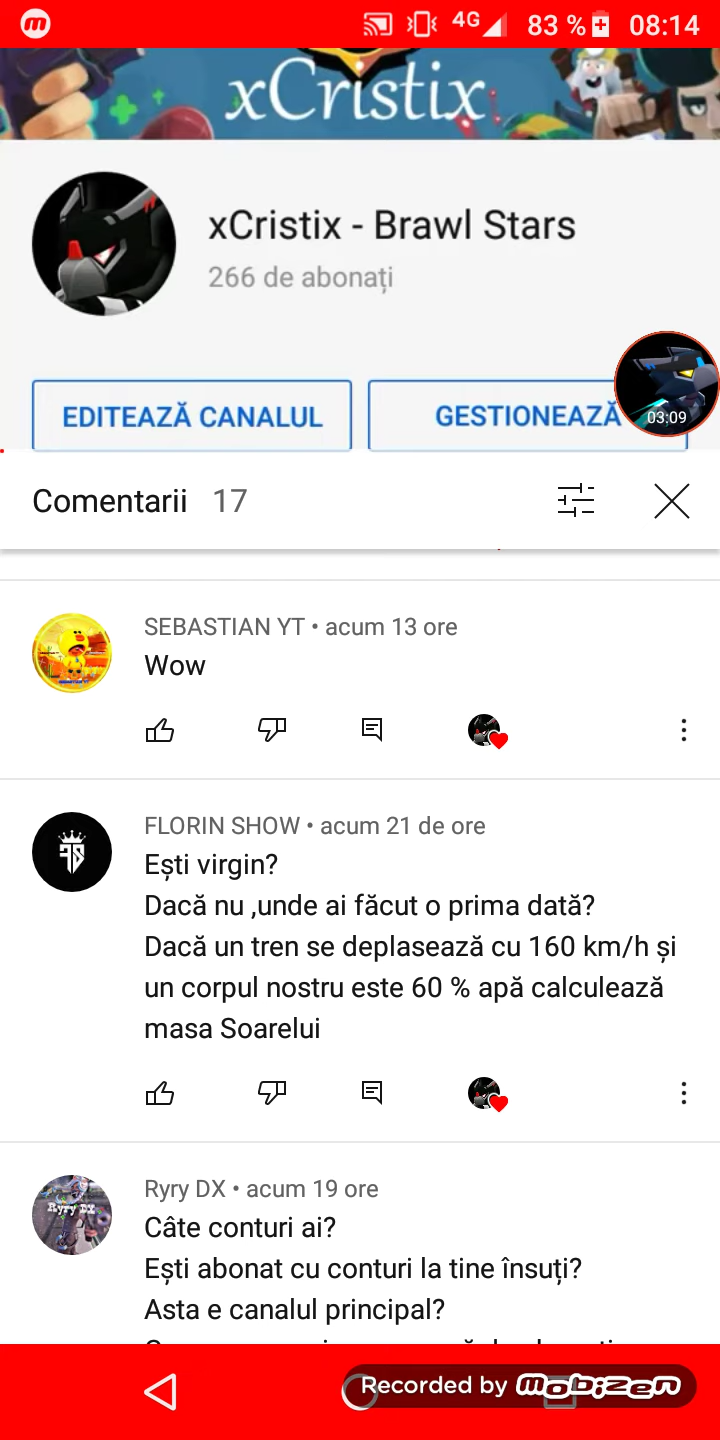 m
4G 83 % 08:14
xCristix
xCristix - Brawl Stars
266 de abonați
EDITEAZĂ CANALUL
GESTIONEAZĂ
03:09
Comentarii 17
SEBASTIAN YT • acum 13 ore
Wow
FLORIN SHOW • acum 21 de ore
Ești virgin?
Dacă nu ,unde ai făcut o prima dată?
Dacă un tren se deplasează cu 160 km/h și
un corpul nostru este 60 % apă calculează
masa Soarelui
Ryry DX
Ryry DX • acum 19 ore
Câte conturi ai?
Ești abonat cu conturi la tine însuți?
Asta e canalul principal?
Recorded by mobizen